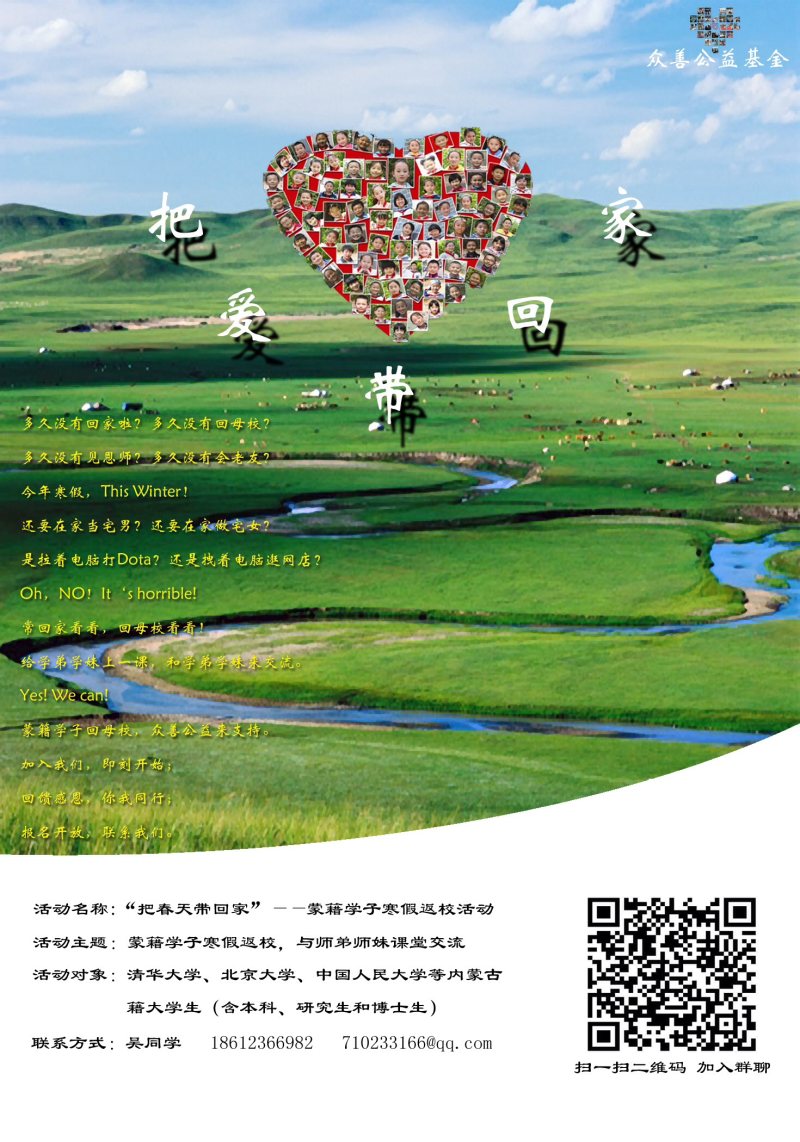 众善公益基金
把爱带回家
多久没有回家啦？多久没有回母校？
多久没有见恩师？多久没有会老友？
今年寒假，This Winter！
还要在家当宅男？还要在家做宅女？
是拉着电脑打Dota？还是拽着电脑逛网店？
Oh，NO！It‘s horrible!
常回家看看，回母校看看！
给学弟学妹上一课，和学弟学妹来交流。
Yes! We can!
蒙籍学子回母校，众善公益来支持。
加入我们，即刻开始；
回馈感恩，你我同行；
报名开放，联系我们。
活动名称：“把春天带回家”——蒙籍学子寒假返校活动
活动主题：蒙籍学子寒假返校，与师弟师妹课堂交流
活动对象：清华大学、北京大学、中国人民大学等内蒙古
籍大学生（含本科、研究生和博士生）
联系方式：吴同学 18612366982 710233166@qq.com
扫一扫二维码 加入群聊